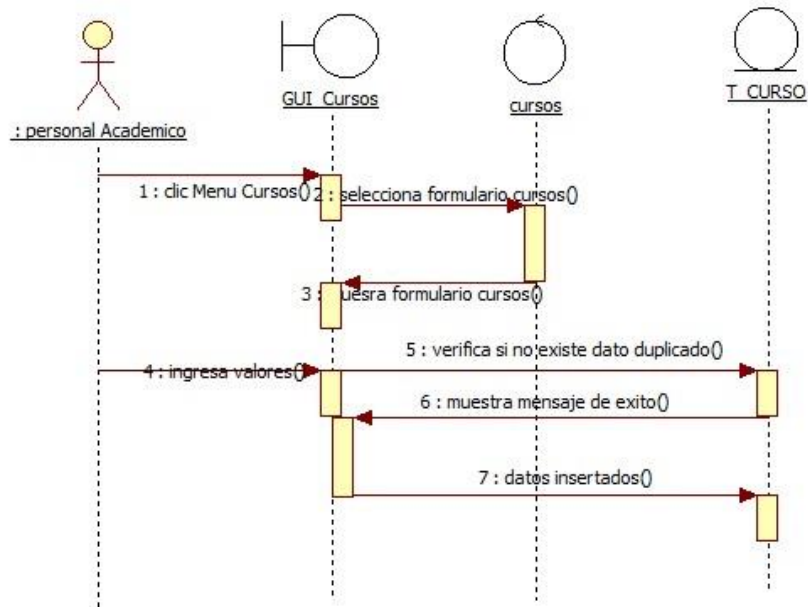 GUI_Cursos
cursos
T_CURSO
: personal Academico
1 : clic Menu Cursos()
2 : selecciona formulario cursos()
3 : muesra formulario cursos()
4 : ingresa valores()
5 : verifica si no existe dato duplicado()
6 : muestra mensaje de exito()
7 : datos insertados()